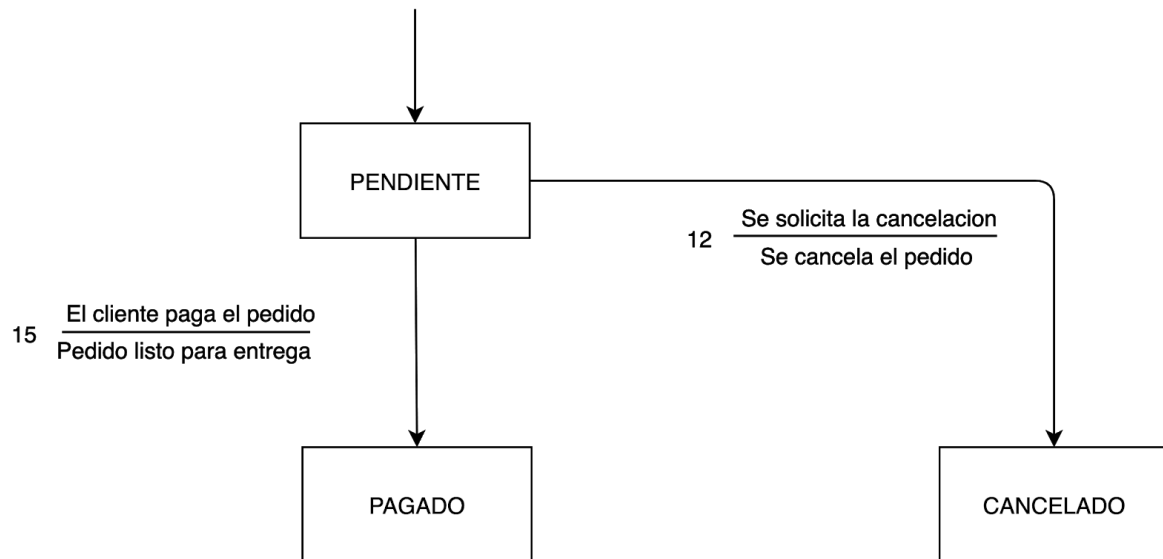 PENDIENTE
12
Se solicita la cancelacion
Se cancela el pedido
15
El cliente paga el pedido
Pedido listo para entrega
PAGADO
CANCELADO